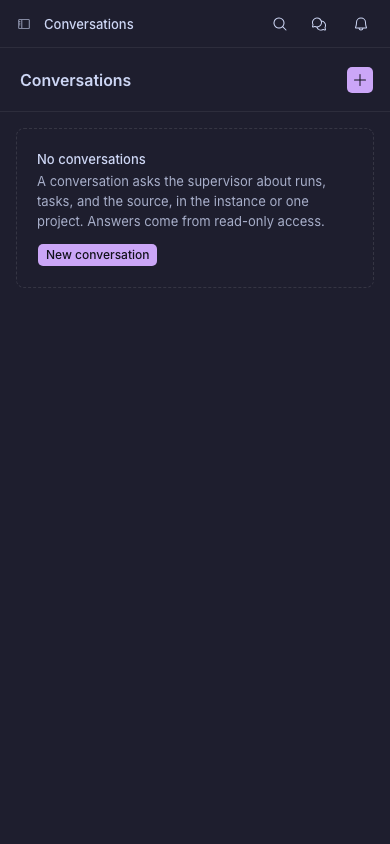 Conversations
Conversations
No conversations
A conversation asks the supervisor about runs,
tasks, and the source, in the instance or one
project. Answers come from read-only access.
New conversation